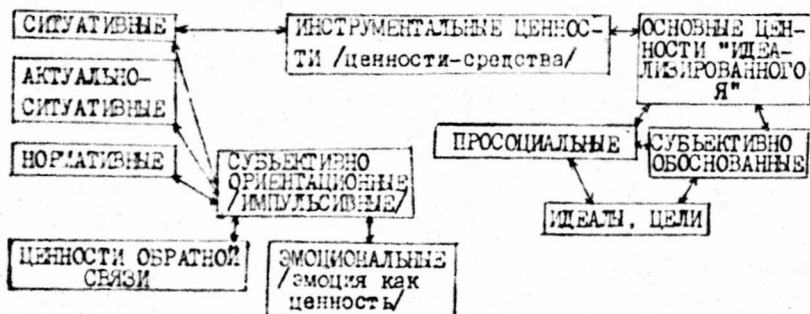 СИТУАТИВНЫЕ
ИНСТРУМЕНТАЛЬНЫЕ ЦЕННОС-
ТИ /ценности-средства/
ОСНОВНЫЕ ЦЕН-
НОСТИ "ИДЕА-
ЛИЗИРОВАННОГО
Я"
АКТУАЛЬНО-
СИТУАТИВНЫЕ
НОРМАТИВНЫЕ
СУБЪЕКТИВНО
ОРИЕНТАЦИОННЫЕ
/ИМПУЛЬСИВНЫЕ/
ПРОСОЦИАЛЬНЫЕ
СУБЪЕКТИВНО
ОБОСНОВАННЫЕ
ИДЕАЛЫ, ЦЕЛИ
ЦЕННОСТИ ОБРАТНОЙ
СВЯЗИ
ЭМОЦИОНАЛЬНЫЕ
/эмоция как
ценность/